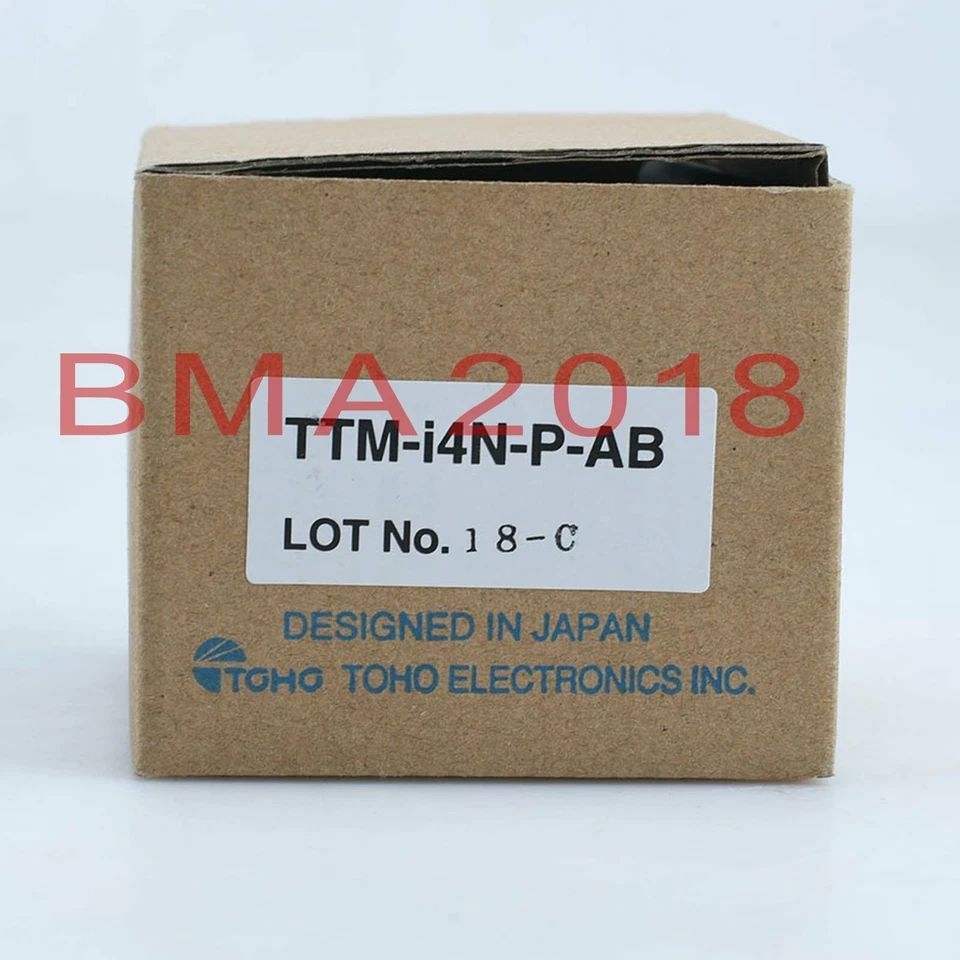 BMA2018
TTM-i4N-P-AB
LOT No. 18-C
DESIGNED IN JAPAN
TOHO TOHO ELECTRONICS INC.